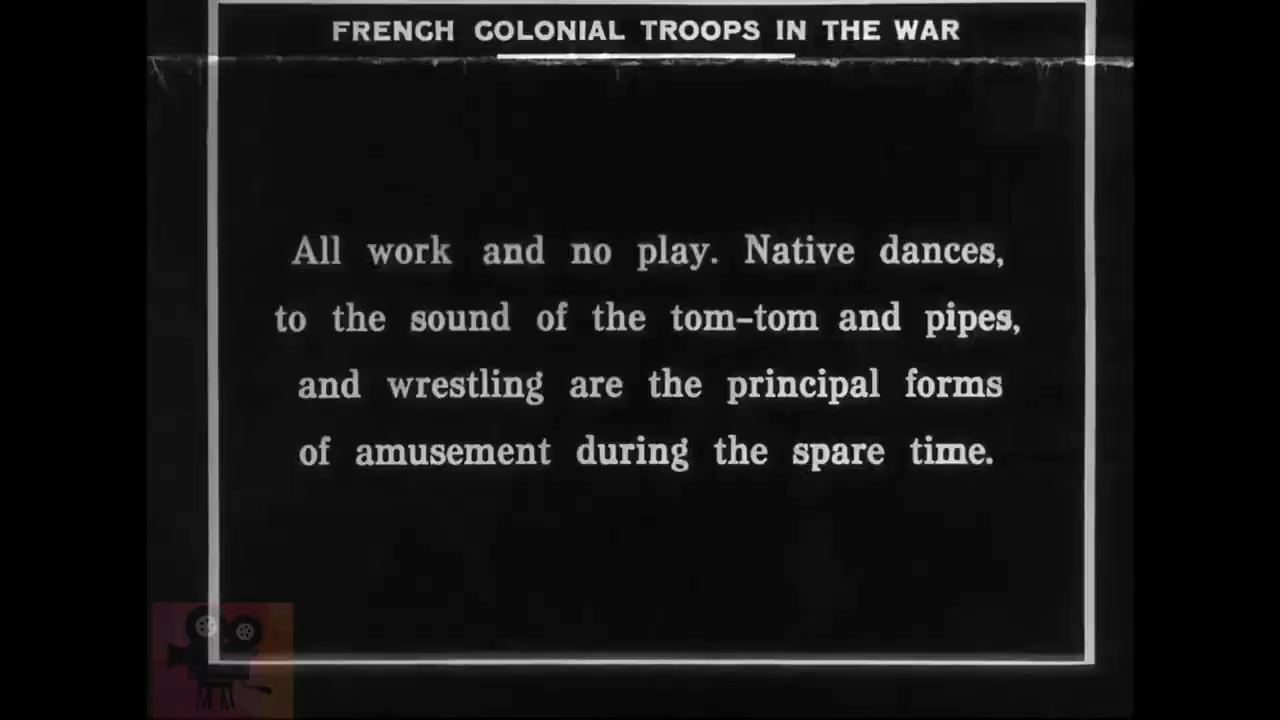 FRENCH COLONIAL TROOPS IN THE WAR
All work and no play. Native dances,
to the sound of the tom-tom and pipes,
and wrestling are the principal forms
of amusement during the spare time.